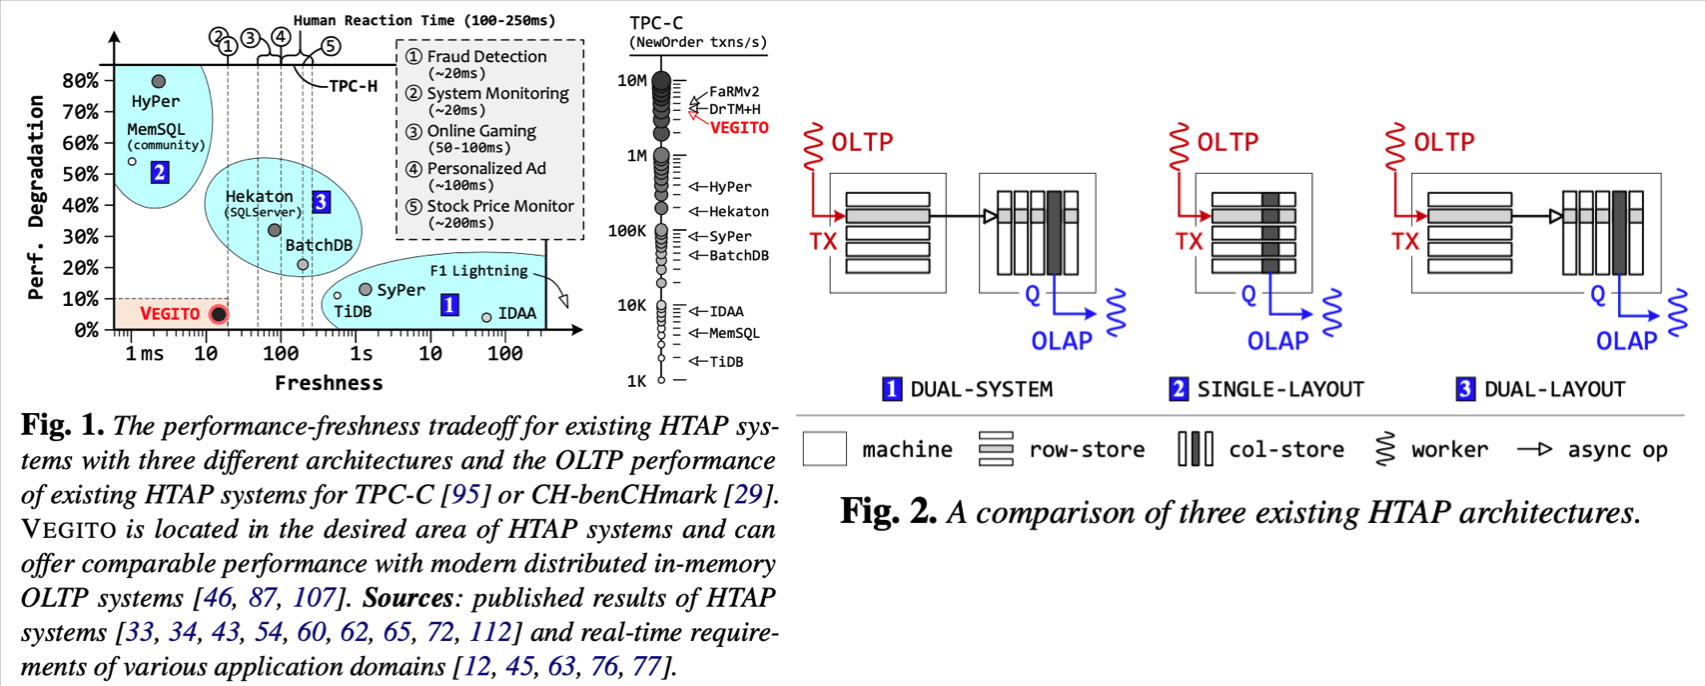 Human Reaction Time (100-250ms)
② ① ③ ④ ⑤
TPC-H
Perf. Degradation
80%
70%
60%
50%
40%
30%
20%
10%
0%
HyPer
MemSQL
(community)
2
Hekaton
(SQLServer)
3
BatchDB
F1 Lightning
SyPer
TiDB
1
IDAA
VEGITO
1 ms 10 100 1s 10 100
Freshness
① Fraud Detection
(~20ms)
② System Monitoring
(~20ms)
③ Online Gaming
(50-100ms)
④ Personalized Ad
(~100ms)
⑤ Stock Price Monitor
(~200ms)
TPC-C
(NewOrder txns/s)
10M
FaRMv2
DrTM+H
VEGITO
1M
HyPer
Hekaton
100K
SyPer
BatchDB
10K
IDAA
MemSQL
TiDB
1K
Fig. 1. The performance-freshness tradeoff for existing HTAP sys-
tems with three different architectures and the OLTP performance
of existing HTAP systems for TPC-C [95] or CH-benCHmark [29].
VEGITO is located in the desired area of HTAP systems and can
offer comparable performance with modern distributed in-memory
OLTP systems [46, 87, 107]. Sources: published results of HTAP
systems [33, 34, 43, 54, 60, 62, 65, 72, 112] and real-time require-
ments of various application domains [12, 45, 63, 76, 77].
OLTP
TX
Q
OLAP
1 DUAL-SYSTEM
OLTP
TX
Q
OLAP
2 SINGLE-LAYOUT
OLTP
TX
Q
OLAP
3 DUAL-LAYOUT
machine row-store col-store worker async op
Fig. 2. A comparison of three existing HTAP architectures.